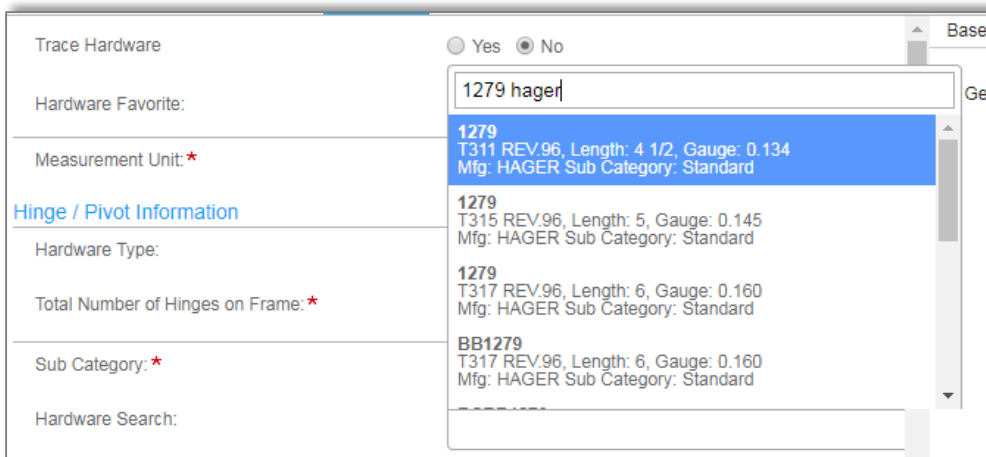 Base
Trace Hardware Yes No
1279 hager
Hardware Favorite: Ge
1279
T311 REV.96, Length: 4 1/2, Gauge: 0.134
Measurement Unit:*
Mfg: HAGER Sub Category: Standard
1279
Hinge / Pivot Information
T315 REV.96, Length: 5, Gauge: 0.145
Mfg: HAGER Sub Category: Standard
Hardware Type:
1279
T317 REV.96, Length: 6, Gauge: 0.160
Total Number of Hinges on Frame:*
Mfg: HAGER Sub Category: Standard
BB1279
T317 REV.96, Length: 6, Gauge: 0.160
Sub Category:*
Mfg: HAGER Sub Category: Standard
Hardware Search: